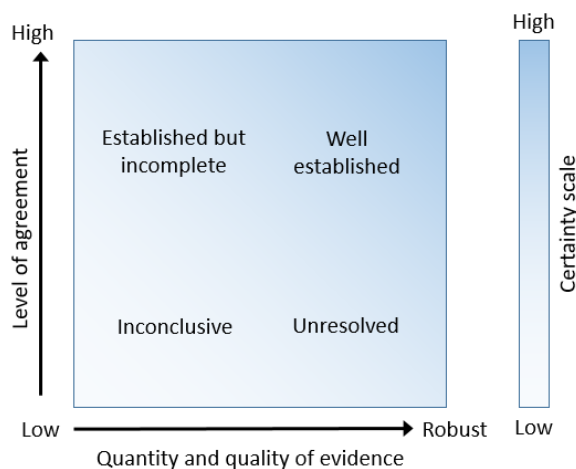 High
High
Level of agreement
Established but
incomplete
Well
established
Inconclusive
Unresolved
Certainty scale
Low
Robust
Low
Quantity and quality of evidence